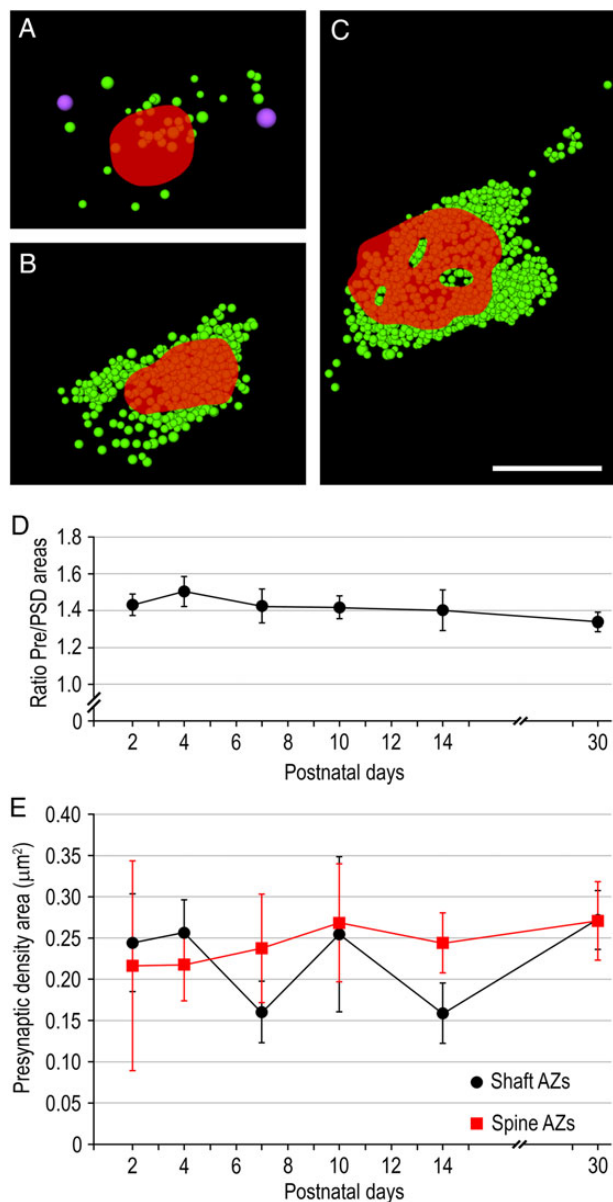 A
C
B
D
Ratio Pre/PSD areas
1.8
1.6
1.4
1.2
1.0
0
2 4 6 8 10 12 14 30
Postnatal days
E
Presynaptic density area (μm²)
0.40
0.35
0.30
0.25
0.20
0.15
0.10
0.05
0
Shaft AZs
Spine AZs
2 4 6 8 10 12 14 30
Postnatal days